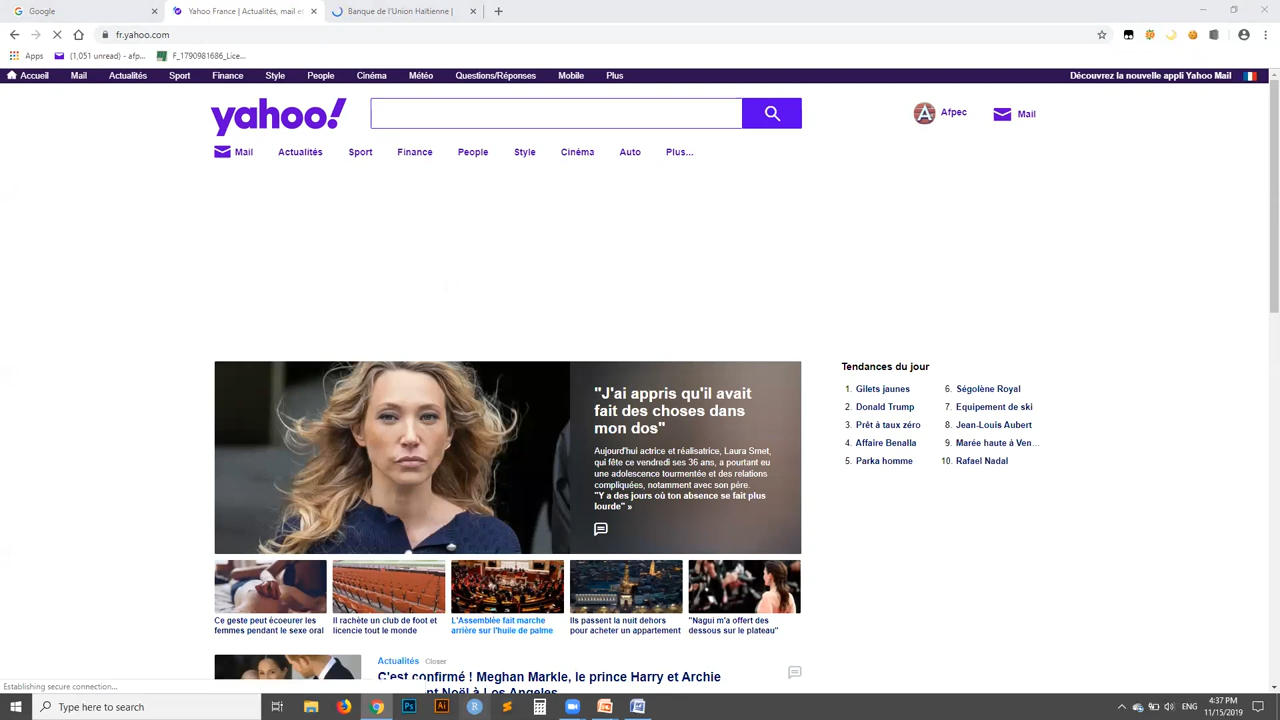 Google
Yahoo France | Actualités, mail et
Banque de l'Union Haïtienne |
fr.yahoo.com
Apps
(1,051 unread) - afp...
F_1790981686_Lice...
Accueil
Mail
Actualités
Sport
Finance
Style
People
Cinéma
Météo
Questions/Réponses
Mobile
Plus
Découvrez la nouvelle appli Yahoo Mail
yahoo!
Afpec
Mail
Mail
Actualités
Sport
Finance
People
Style
Cinéma
Auto
Plus...
"J'ai appris qu'il avait
fait des choses dans
mon dos"
Aujourd'hui actrice et réalisatrice, Laura Smet,
qui fête ce vendredi ses 36 ans, a pourtant eu
une adolescence tourmentée et des relations
compliquées, notamment avec son père.
"Y a des jours où ton absence se fait plus
lourde" »
Tendances du jour
1. Gilets jaunes
2. Donald Trump
3. Prêt à taux zéro
4. Affaire Benalla
5. Parka homme
6. Ségolène Royal
7. Equipement de ski
8. Jean-Louis Aubert
9. Marée haute à Ven...
10. Rafael Nadal
Ce geste peut écoeurer les
femmes pendant le sexe oral
Il rachète un club de foot et
licencie tout le monde
L'Assemblée fait marche
arrière sur l'huile de palme
Ils passent la nuit dehors
pour acheter un appartement
"Nagui m'a offert des
dessous sur le plateau"
Actualités Closer
C'est confirmé ! Meghan Markle, le prince Harry et Archie
Noël à Los Angeles
Establishing secure connection...
Type here to search
Ps
Ai
R
ENG
4:37 PM
11/15/2019